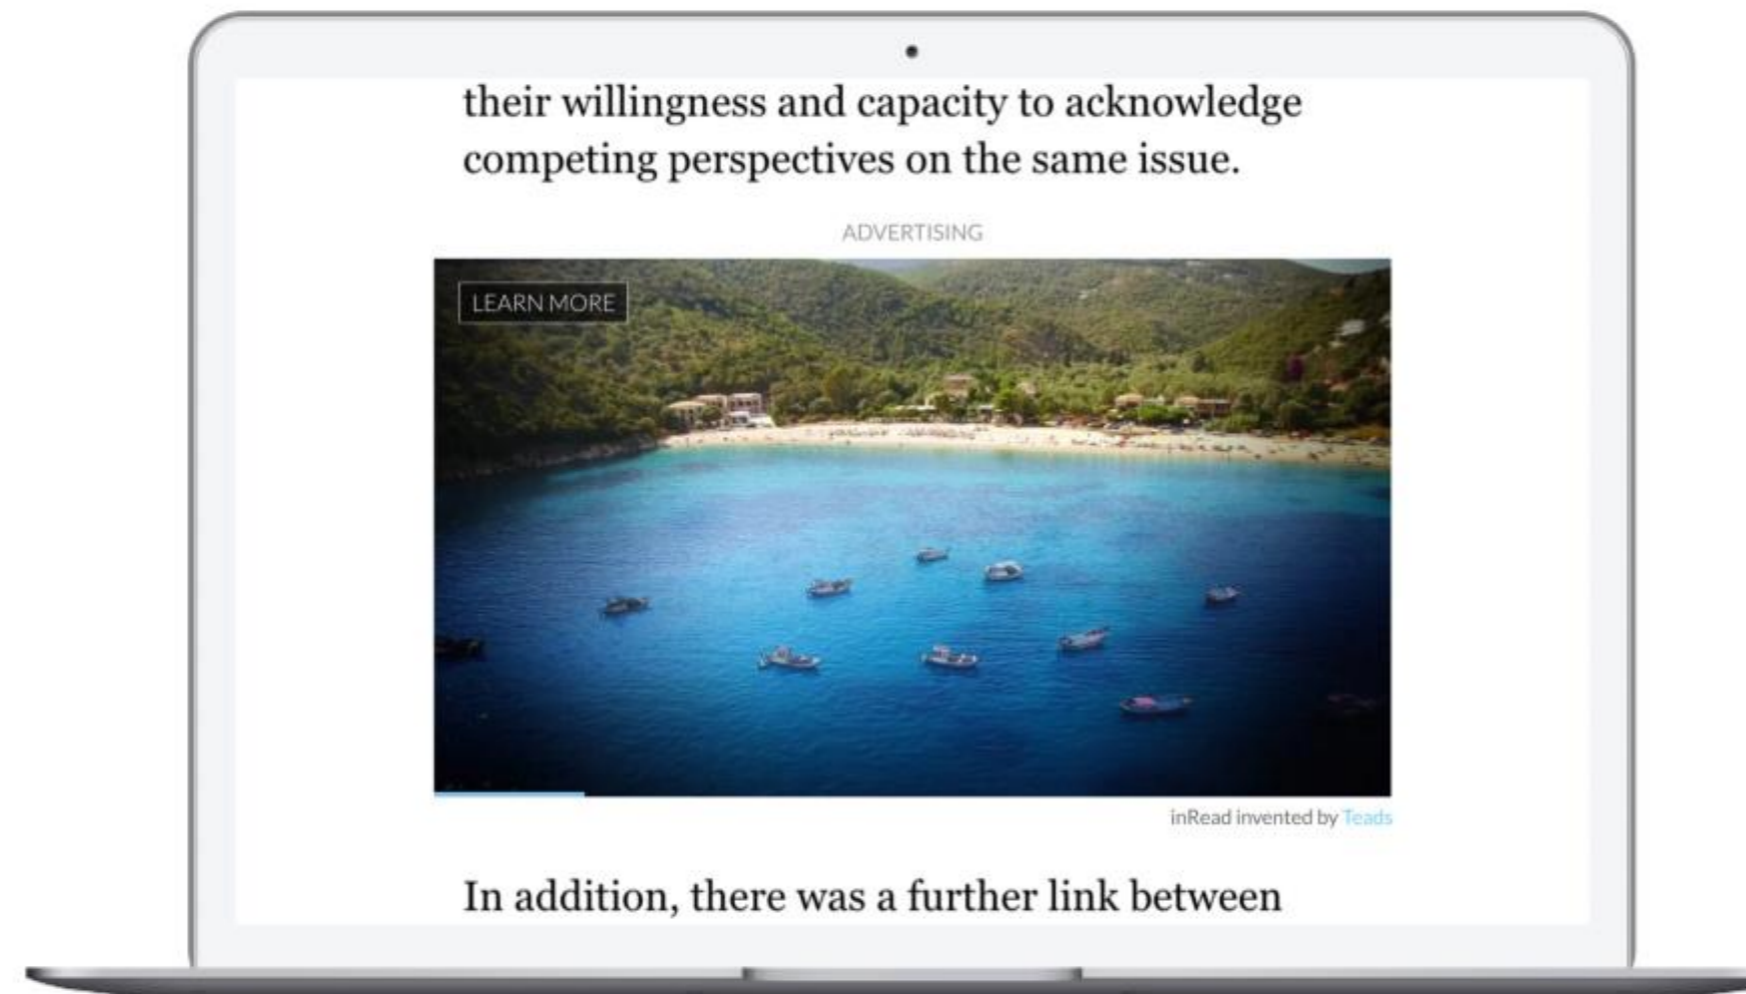 their willingness and capacity to acknowledge
competing perspectives on the same issue.
ADVERTISING
LEARN MORE
inRead invented by Teads
In addition, there was a further link between